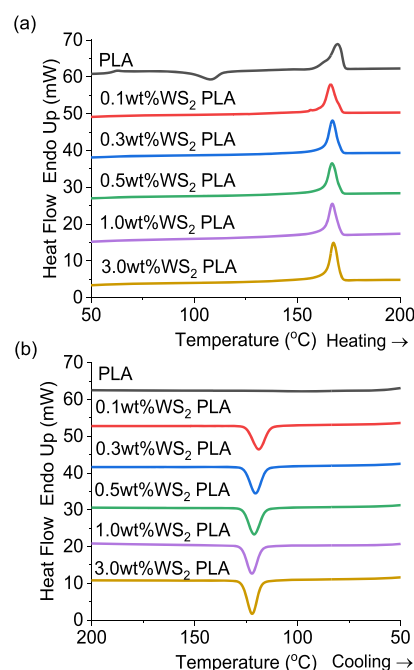 (a)
70
60
50
40
30
20
10
0
Heat Flow Endo Up (mW)
PLA
0.1wt%WS₂ PLA
0.3wt%WS₂ PLA
0.5wt%WS₂ PLA
1.0wt%WS₂ PLA
3.0wt%WS₂ PLA
50 100 150 200
Temperature (°C) Heating →
(b)
70
60
50
40
30
20
10
0
Heat Flow Endo Up (mW)
PLA
0.1wt%WS₂ PLA
0.3wt%WS₂ PLA
0.5wt%WS₂ PLA
1.0wt%WS₂ PLA
3.0wt%WS₂ PLA
200 150 100 50
Temperature (°C) Cooling →